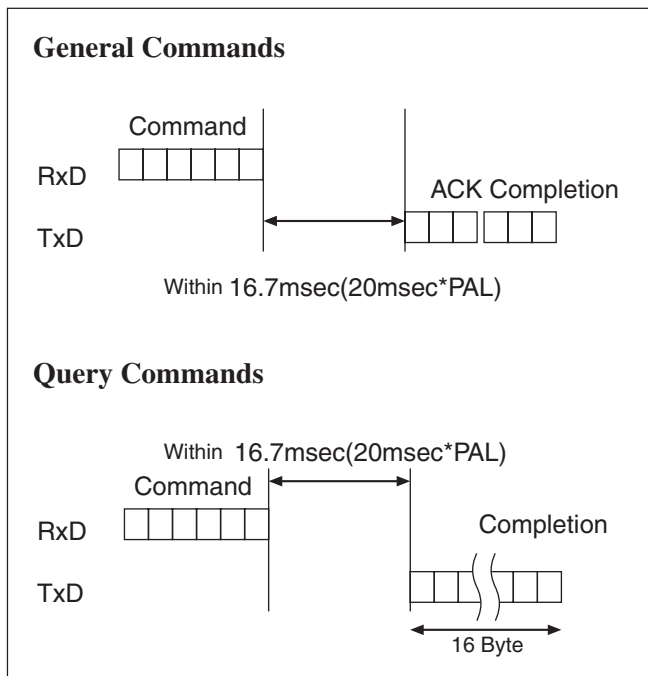 General Commands
Command
RxD
ACK Completion
TxD
Within 16.7msec(20msec*PAL)
Query Commands
Within 16.7msec(20msec*PAL)
Command
RxD
Completion
TxD
16 Byte